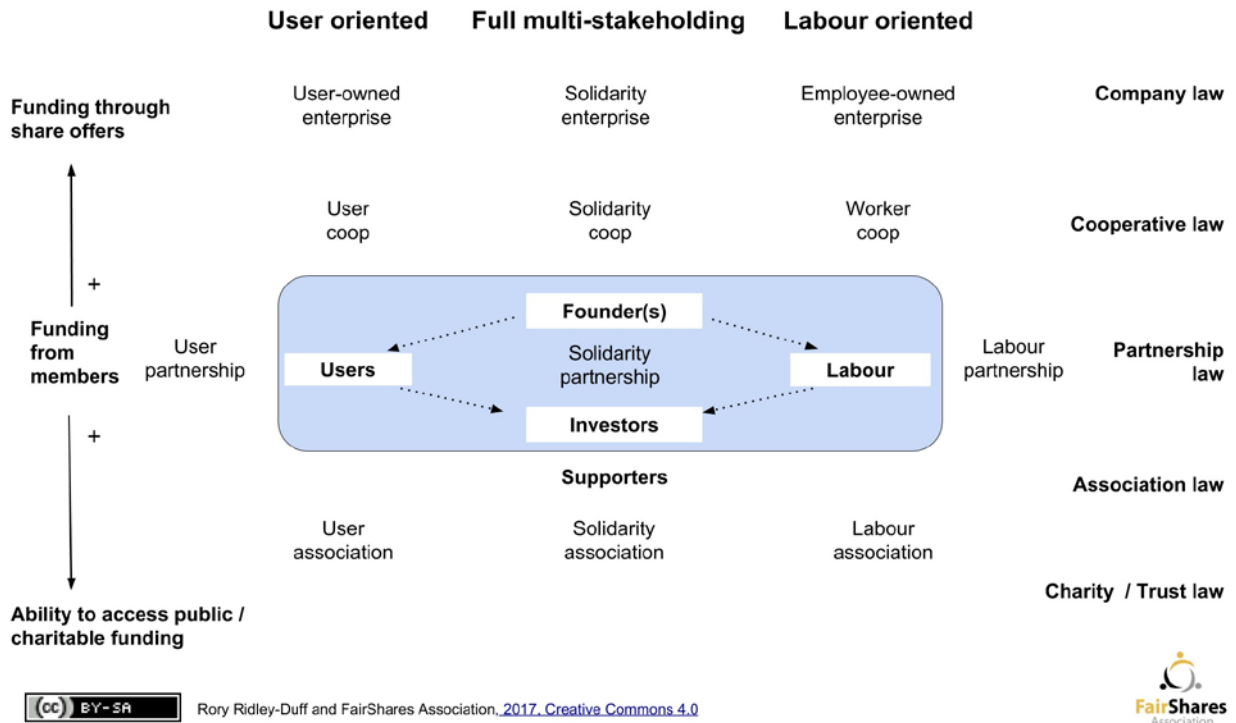 User oriented
Full multi-stakeholding
Labour oriented
Funding through
share offers
User-owned
enterprise
Solidarity
enterprise
Employee-owned
enterprise
Company law
User
coop
Solidarity
coop
Worker
coop
Cooperative law
+
Funding
from
members
User
partnership
Founder(s)
Users
Solidarity
partnership
Labour
Investors
Labour
partnership
Partnership
law
+
Supporters
Association law
User
association
Solidarity
association
Labour
association
Charity / Trust law
Ability to access public /
charitable funding
(cc) BY-SA
Rory Ridley-Duff and FairShares Association, 2017, Creative Commons 4.0
FairShares
Association